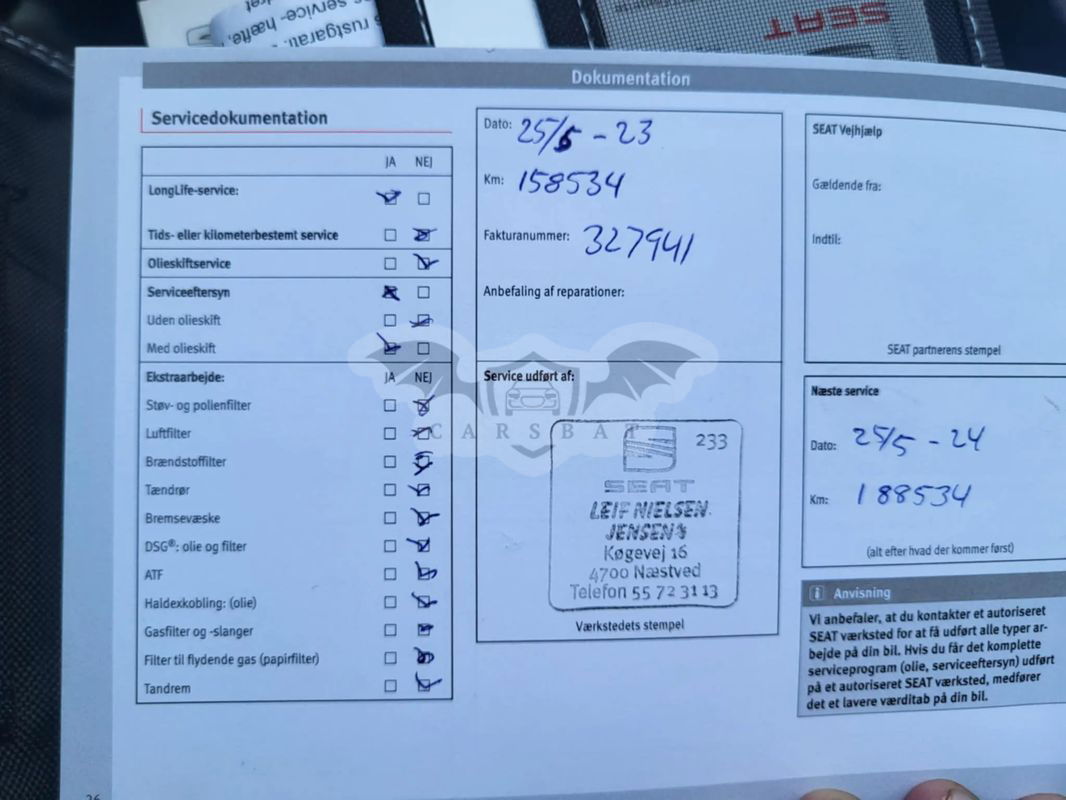 SEAT
rustgaranti.
service- hæfte,
Dokumentation
Servicedokumentation
JA NEJ
LongLife-service:
Tids- eller kilometerbestemt service
Olieskiftservice
Serviceeftersyn
Uden olieskift
Med olieskift
Ekstraarbejde: JA NEJ
Støv- og pollenfilter
Luftfilter
Brændstoffilter
Tændrør
Bremsevæske
DSG®: olie og filter
ATF
Haldexkobling: (olie)
Gasfilter og -slanger
Filter til flydende gas (papirfilter)
Tandrem
Dato: 25/5 - 23
Km: 158534
Fakturanummer: 327941
Anbefaling af reparationer:
Service udført af:
CARSBAT
233
SEAT
LEIF NIELSEN
JENSEN
Køgevej 16
4700 Næstved
Telefon 55 72 31 13
Værkstedets stempel
SEAT Vejhjælp
Gældende fra:
Indtil:
SEAT partnerens stempel
Næste service
Dato: 25/5 - 24
Km: 188534
(alt efter hvad der kommer først)
i Anvisning
Vi anbefaler, at du kontakter et autoriseret
SEAT værksted for at få udført alle typer ar-
bejde på din bil. Hvis du får det komplette
serviceprogram (olie, serviceeftersyn) udført
på et autoriseret SEAT værksted, medfører
det et lavere værditab på din bil.